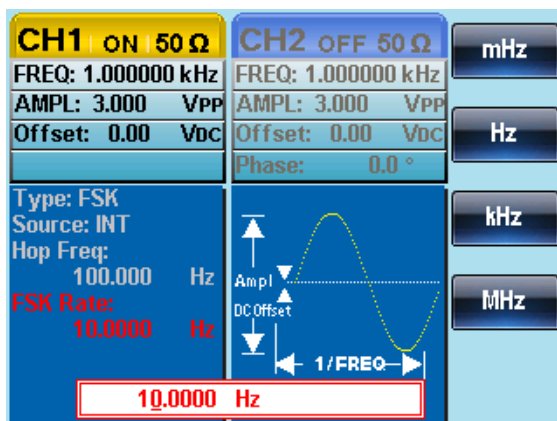 CH1 ON 50 Ω
FREQ: 1.000000 kHz
AMPL: 3.000 VPP
Offset: 0.00 VDC
CH2 OFF 50 Ω
FREQ: 1.000000 kHz
AMPL: 3.000 VPP
Offset: 0.00 VDC
Phase: 0.0 °
Type: FSK
Source: INT
Hop Freq:
100.000 Hz
FSK Rate:
10.0000 Hz
Ampl
DC Offset
1/FREQ
10.0000 Hz
mHz
Hz
kHz
MHz